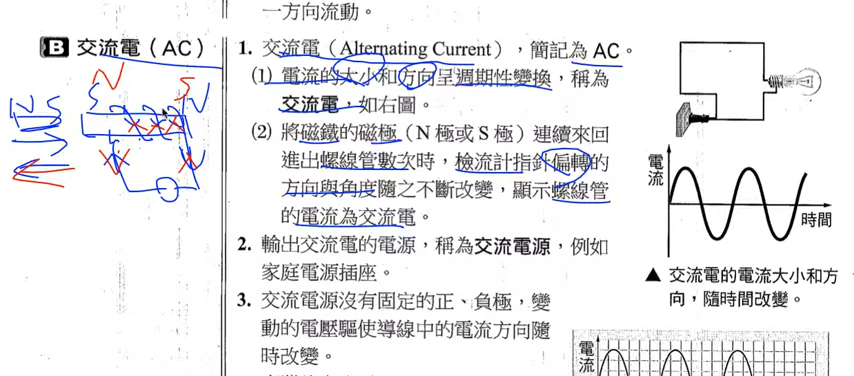 一方向流動。
B 交流電（AC）
1. 交流電（Alternating Current），簡記為 AC。
(1) 電流的大小和方向呈週期性變換，稱為
交流電，如右圖。
(2) 將磁鐵的磁極（N 極或 S 極）連續來回
進出螺線管數次時，檢流計指針偏轉的
方向與角度隨之不斷改變，顯示螺線管
的電流為交流電。
2. 輸出交流電的電源，稱為交流電源，例如
家庭電源插座。
3. 交流電源沒有固定的正、負極，變
動的電壓驅使導線中的電流方向隨
時改變。
電流
時間
▲ 交流電的電流大小和方
向，隨時間改變。
電流
N S
S N
N S